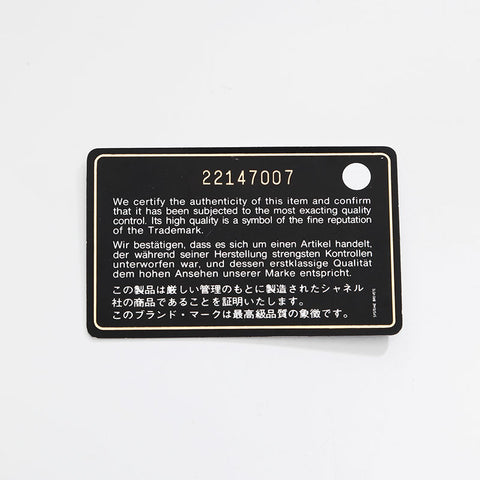 22147007
We certify the authenticity of this item and confirm
that it has been subjected to the most exacting quality
control. Its high quality is a symbol of the fine reputation
of the Trademark.
Wir bestätigen, dass es sich um einen Artikel handelt,
der während seiner Herstellung strengsten Kontrollen
unterworfen war, und dessen erstklassige Qualität
dem hohen Ansehen unserer Marke entspricht.
この製品は厳しい管理のもとに製造されたシャネル
社の商品であることを証明いたします。
このブランド・マークは最高級品質の象徴です。